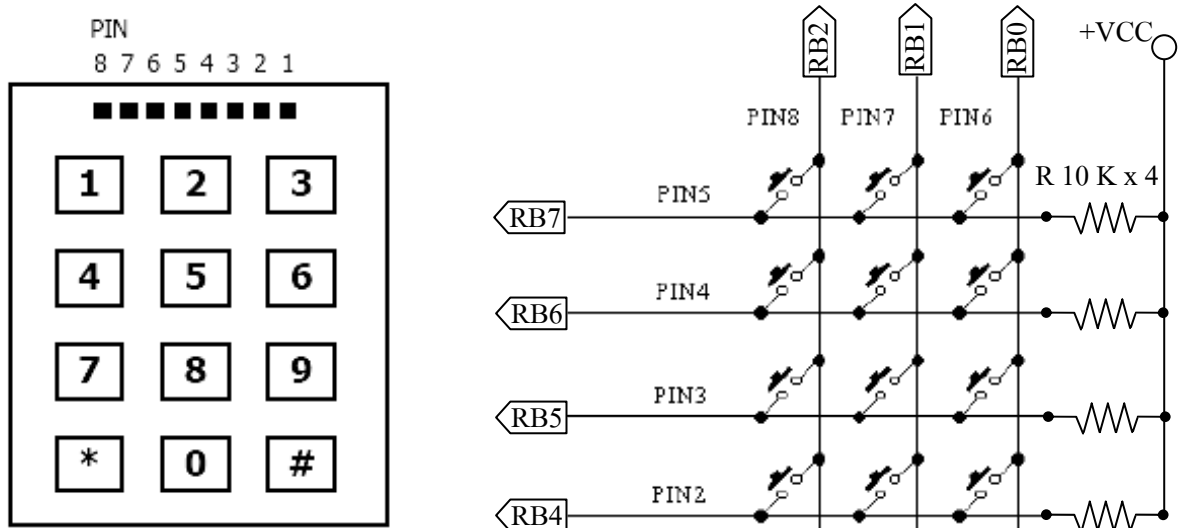 PIN
8 7 6 5 4 3 2 1
1 2 3
4 5 6
7 8 9
* 0 #
RB2 RB1 RB0 +VCC
PIN8 PIN7 PIN6
R 10 K x 4
PIN5
RB7
PIN4
RB6
PIN3
RB5
PIN2
RB4